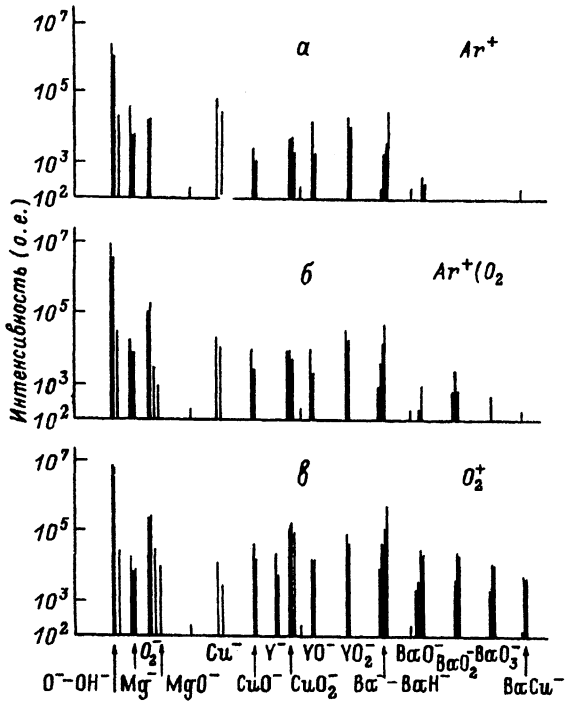 10⁷
а
Ar⁺
10⁵
10³
10²
10⁷
б
Ar⁺(O₂
10⁵
10³
10²
10⁷
в
O₂⁺
10⁵
10³
10²
Интенсивность (о.е.)
O₂⁻ Cu⁻ Y⁻ YO⁻ YO₂⁻ BaO⁻ BaO₂⁻ BaO₃⁻
O⁻–OH⁻ Mg⁻ MgO⁻ CuO⁻ CuO₂⁻ Ba⁻–BaH⁻ BaCu⁻